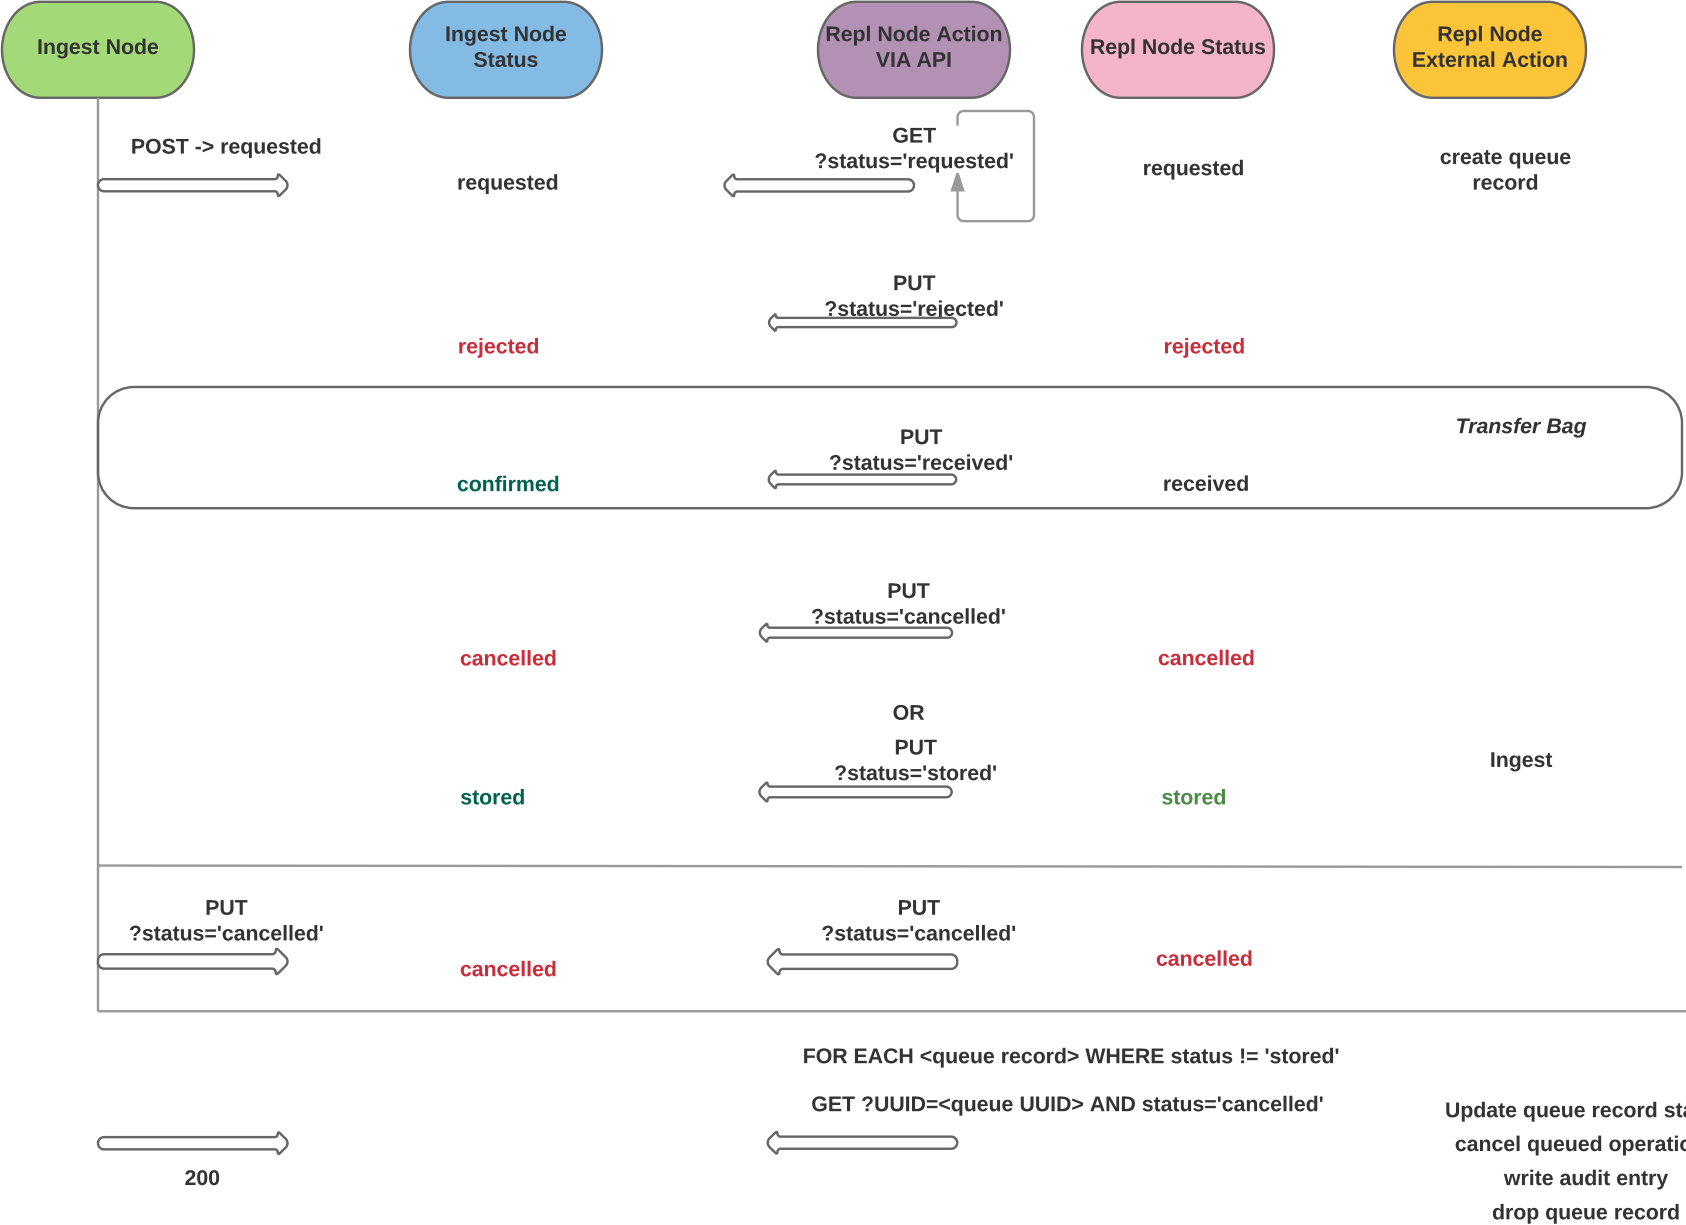 Ingest Node
Ingest Node
Status
Repl Node Action
VIA API
Repl Node Status
Repl Node
External Action
POST -> requested
requested
GET
?status='requested'
requested
create queue
record
PUT
?status='rejected'
rejected
rejected
Transfer Bag
PUT
?status='received'
confirmed
received
PUT
?status='cancelled'
cancelled
cancelled
OR
PUT
?status='stored'
Ingest
stored
stored
PUT
?status='cancelled'
PUT
?status='cancelled'
cancelled
cancelled
FOR EACH <queue record> WHERE status != 'stored'
GET ?UUID=<queue UUID> AND status='cancelled'
Update queue record
cancel queued
200
write audit entry
drop queue record